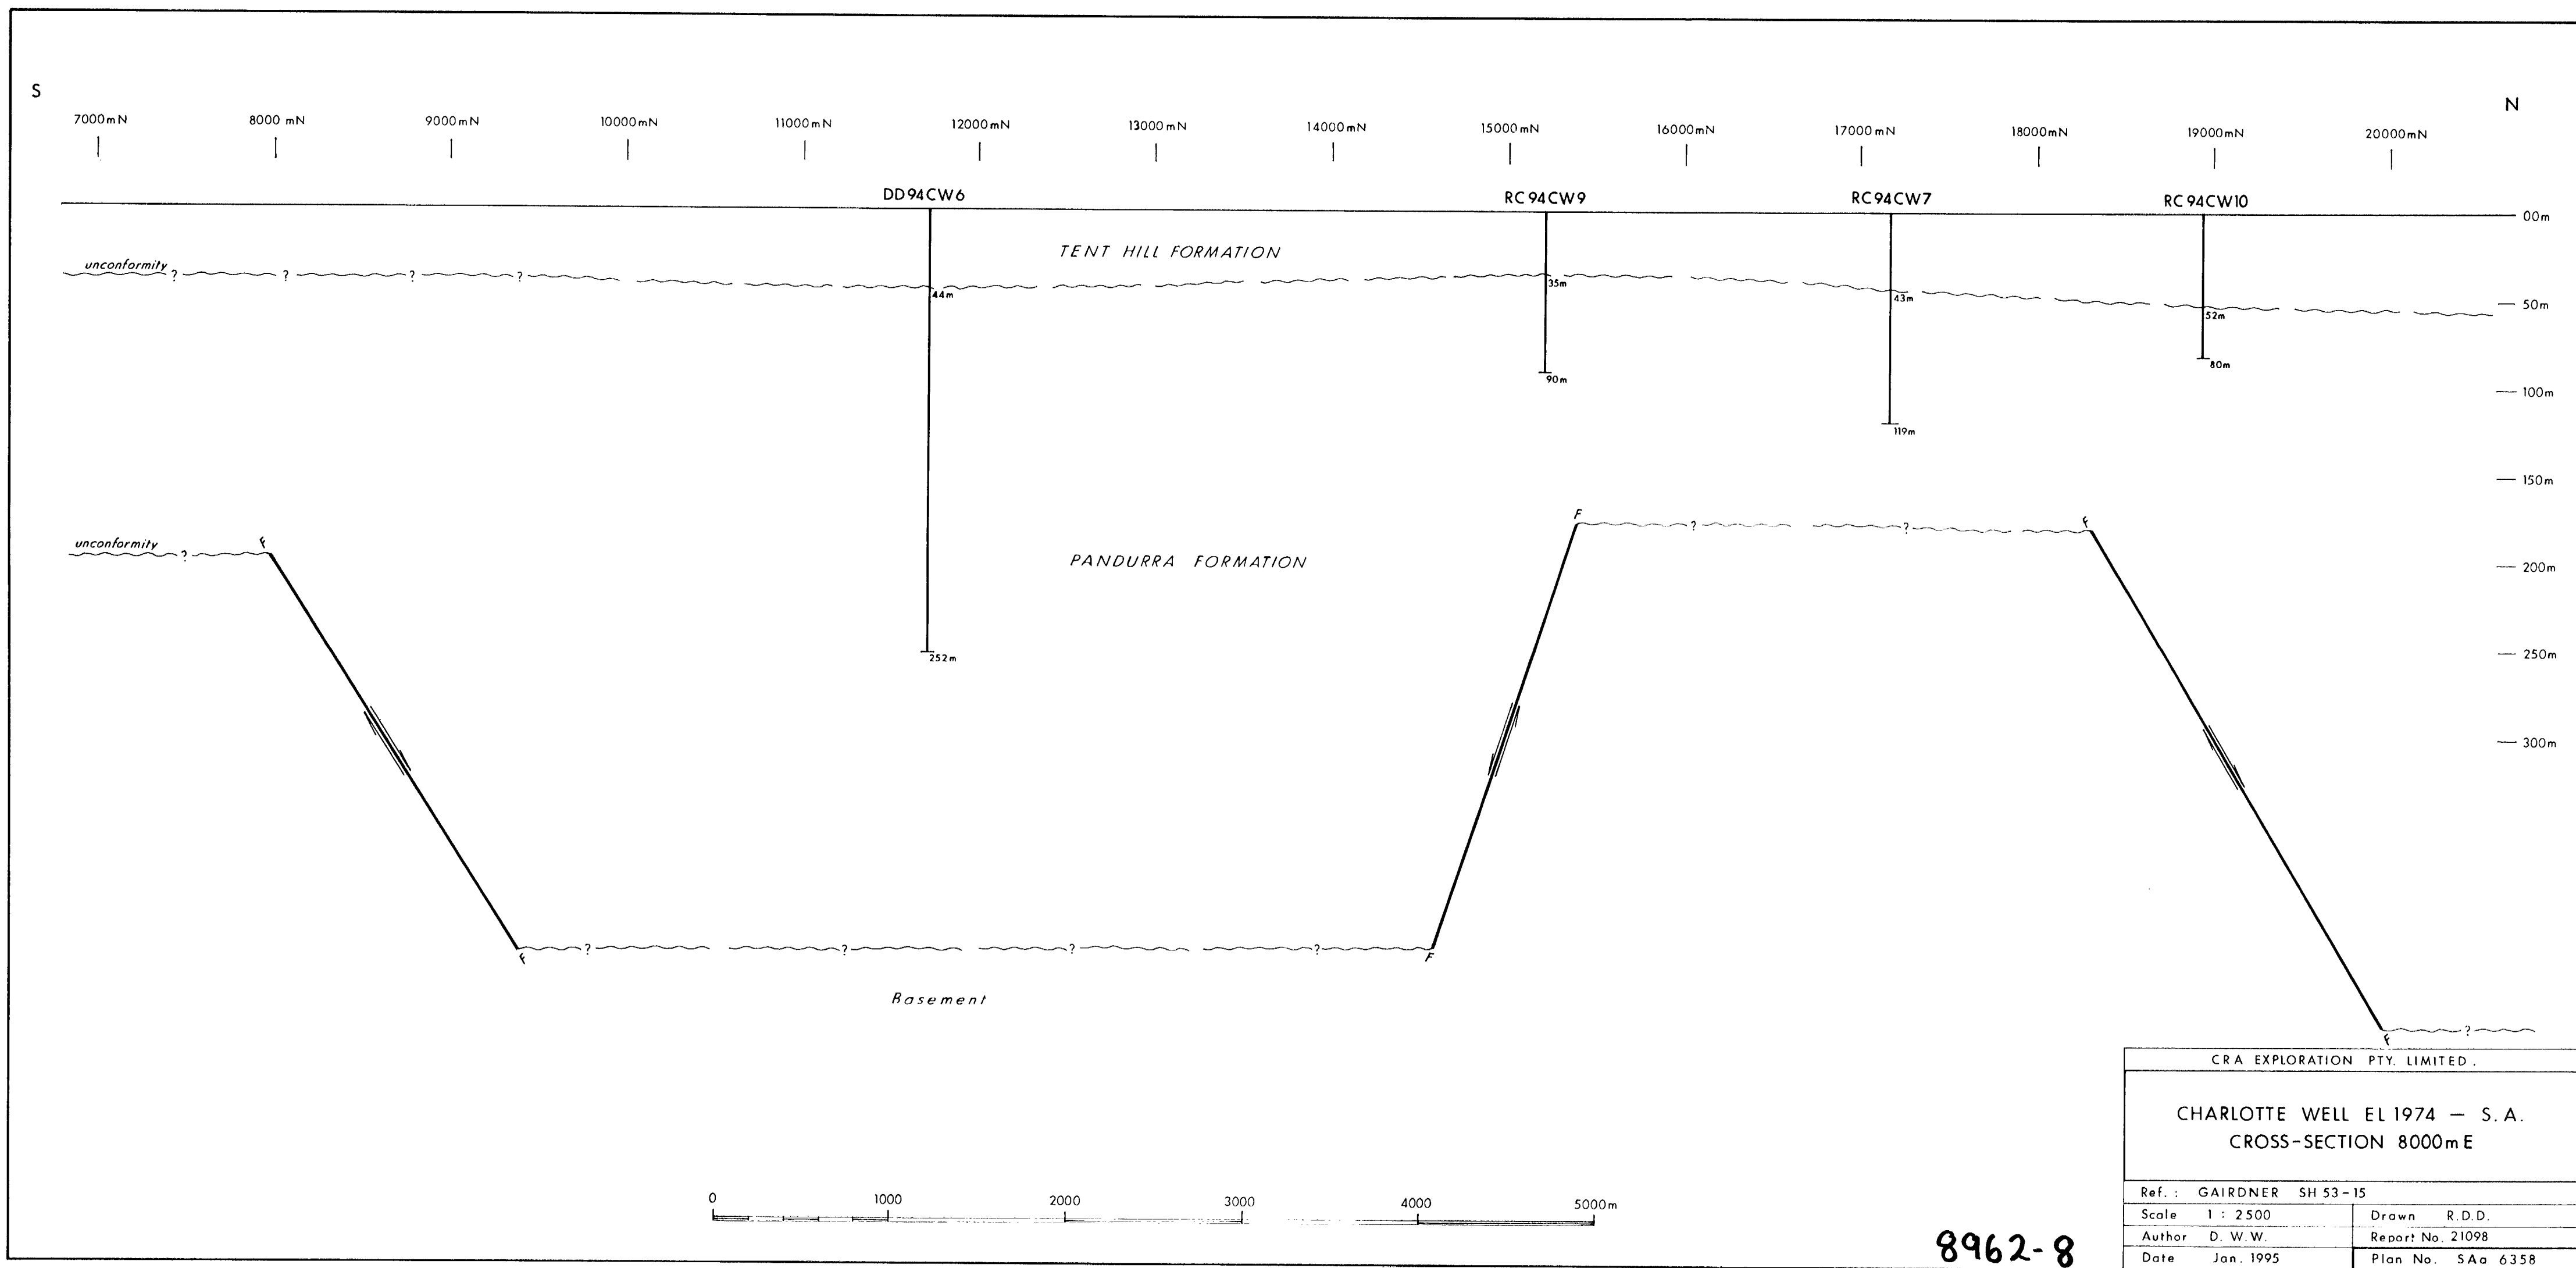 S
N
7000mN 8000 mN 9000mN 10000mN 11000mN 12000mN 13000mN 14000mN 15000mN 16000mN 17000mN 18000mN 19000mN 20000mN
DD94CW6 RC94CW9 RC94CW7 RC94CW10
00m
TENT HILL FORMATION
unconformity ? ? ? ?
44m 35m 43m 52m
50m
80m
90m
100m
119m
150m
F ? ? F
unconformity ? F
PANDURRA FORMATION
200m
252m
250m
300m
? ? ? ?
F F
Basement
?
F
CRA EXPLORATION PTY. LIMITED.
CHARLOTTE WELL EL 1974 — S.A.
CROSS-SECTION 8000mE
Ref. : GAIRDNER SH 53-15
Scale 1 : 2500 Drawn R.D.D.
Author D. W. W. Report No. 21098
Date Jan. 1995 Plan No. SAa 6358
0 1000 2000 3000 4000 5000m
8962-8